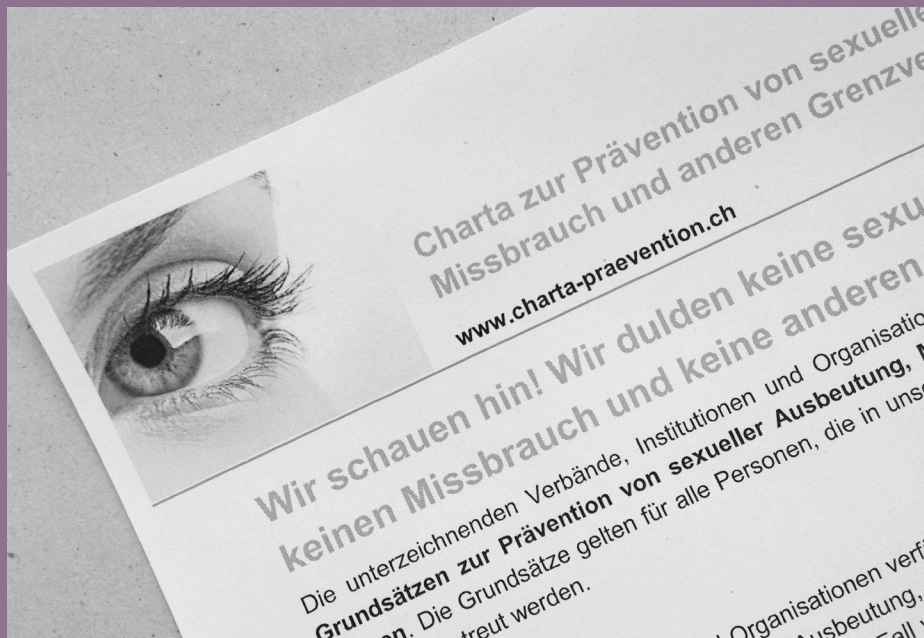 Charta zur Prävention von sexuelle
Missbrauch und anderen Grenzve
www.charta-praevention.ch
Wir schauen hin! Wir dulden keine sexu
keinen Missbrauch und keine anderen
Die unterzeichnenden Verbände, Institutionen und Organisatio
Grundsätzen zur Prävention von sexueller Ausbeutung, M
en. Die Grundsätze gelten für alle Personen, die in uns
treut werden.
Organisationen verf
Ausbeutung,